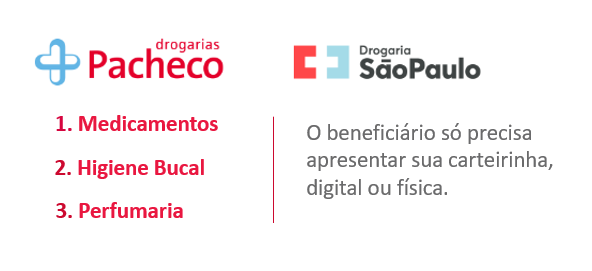 drogarias
Pacheco
Drogaria
SãoPaulo
1. Medicamentos
2. Higiene Bucal
3. Perfumaria
O beneficiário só precisa
apresentar sua carteirinha,
digital ou física.